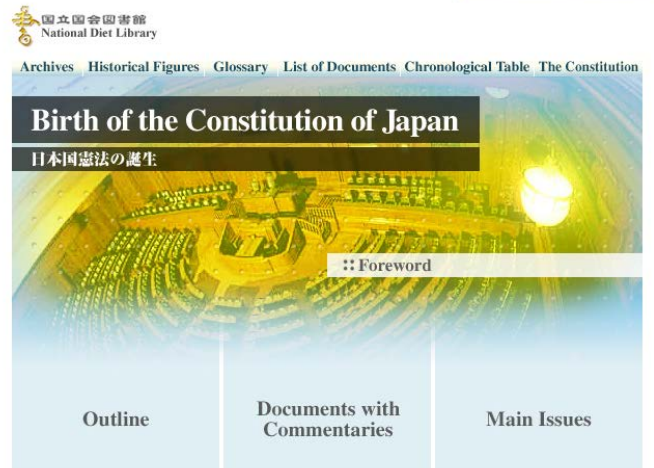 国立国会図書館
National Diet Library
Archives Historical Figures Glossary List of Documents Chronological Table The Constitution
Birth of the Constitution of Japan
日本国憲法の誕生
:: Foreword
Outline
Documents with
Commentaries
Main Issues